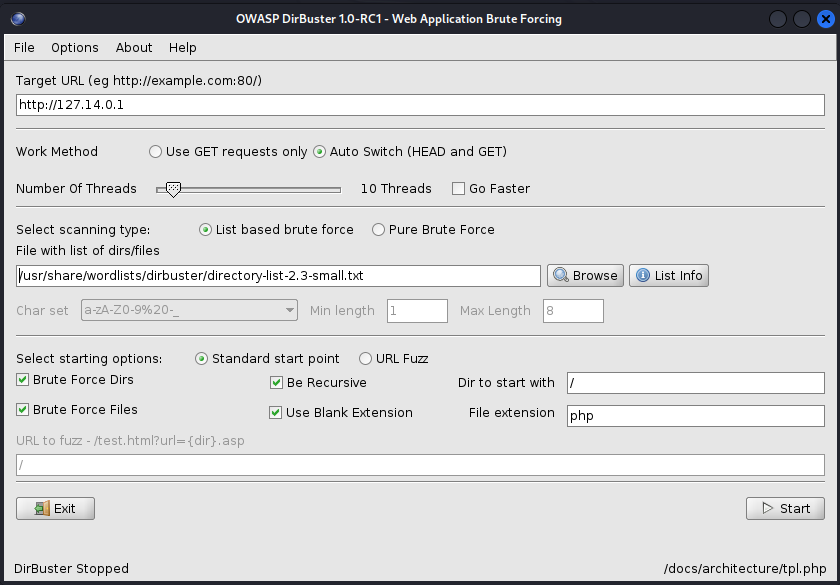 OWASP DirBuster 1.0-RC1 - Web Application Brute Forcing
File Options About Help
Target URL (eg http://example.com:80/)
http://127.14.0.1
Work Method Use GET requests only Auto Switch (HEAD and GET)
Number Of Threads 10 Threads Go Faster
Select scanning type: List based brute force Pure Brute Force
File with list of dirs/files
/usr/share/wordlists/dirbuster/directory-list-2.3-small.txt Browse List Info
Char set a-zA-Z0-9%20-_ Min length 1 Max Length 8
Select starting options: Standard start point URL Fuzz
Brute Force Dirs Be Recursive Dir to start with /
Brute Force Files Use Blank Extension File extension php
URL to fuzz - /test.html?url={dir}.asp
/
Exit Start
DirBuster Stopped /docs/architecture/tpl.php